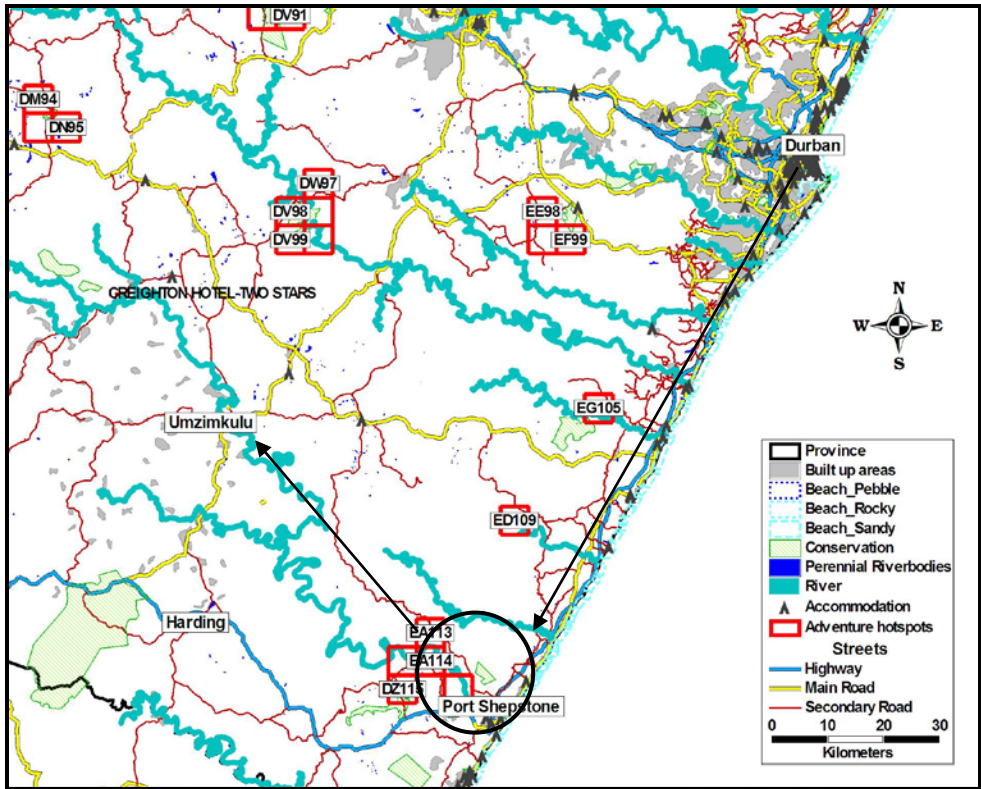 DV91
DM94
DN95
Durban
DW97
DV98
EE98
DV99
EF99
CREIGHTON HOTEL-TWO STARS
N
W
E
S
EG105
Umzimkulu
ED109
Harding
EA113
EA114
DZ115
Port Shepstone
Province
Built up areas
Beach_Pebble
Beach_Rocky
Beach_Sandy
Conservation
Perennial Riverbodies
River
Accommodation
Adventure hotspots
Streets
Highway
Main Road
Secondary Road
0 10 20 30
Kilometers